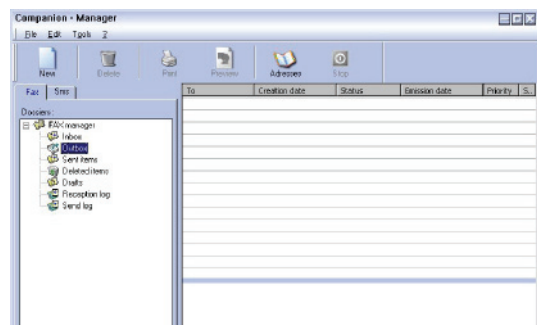 Companion - Manager
File Edit Tools ?
New Delete Print Preview Adresses Stop
Fax Sms
To Creation date Status Emission date Priority S...
Dossiers:
FAX manager
Inbox
Outbox
Sent items
Deleted items
Drafts
Reception log
Send log